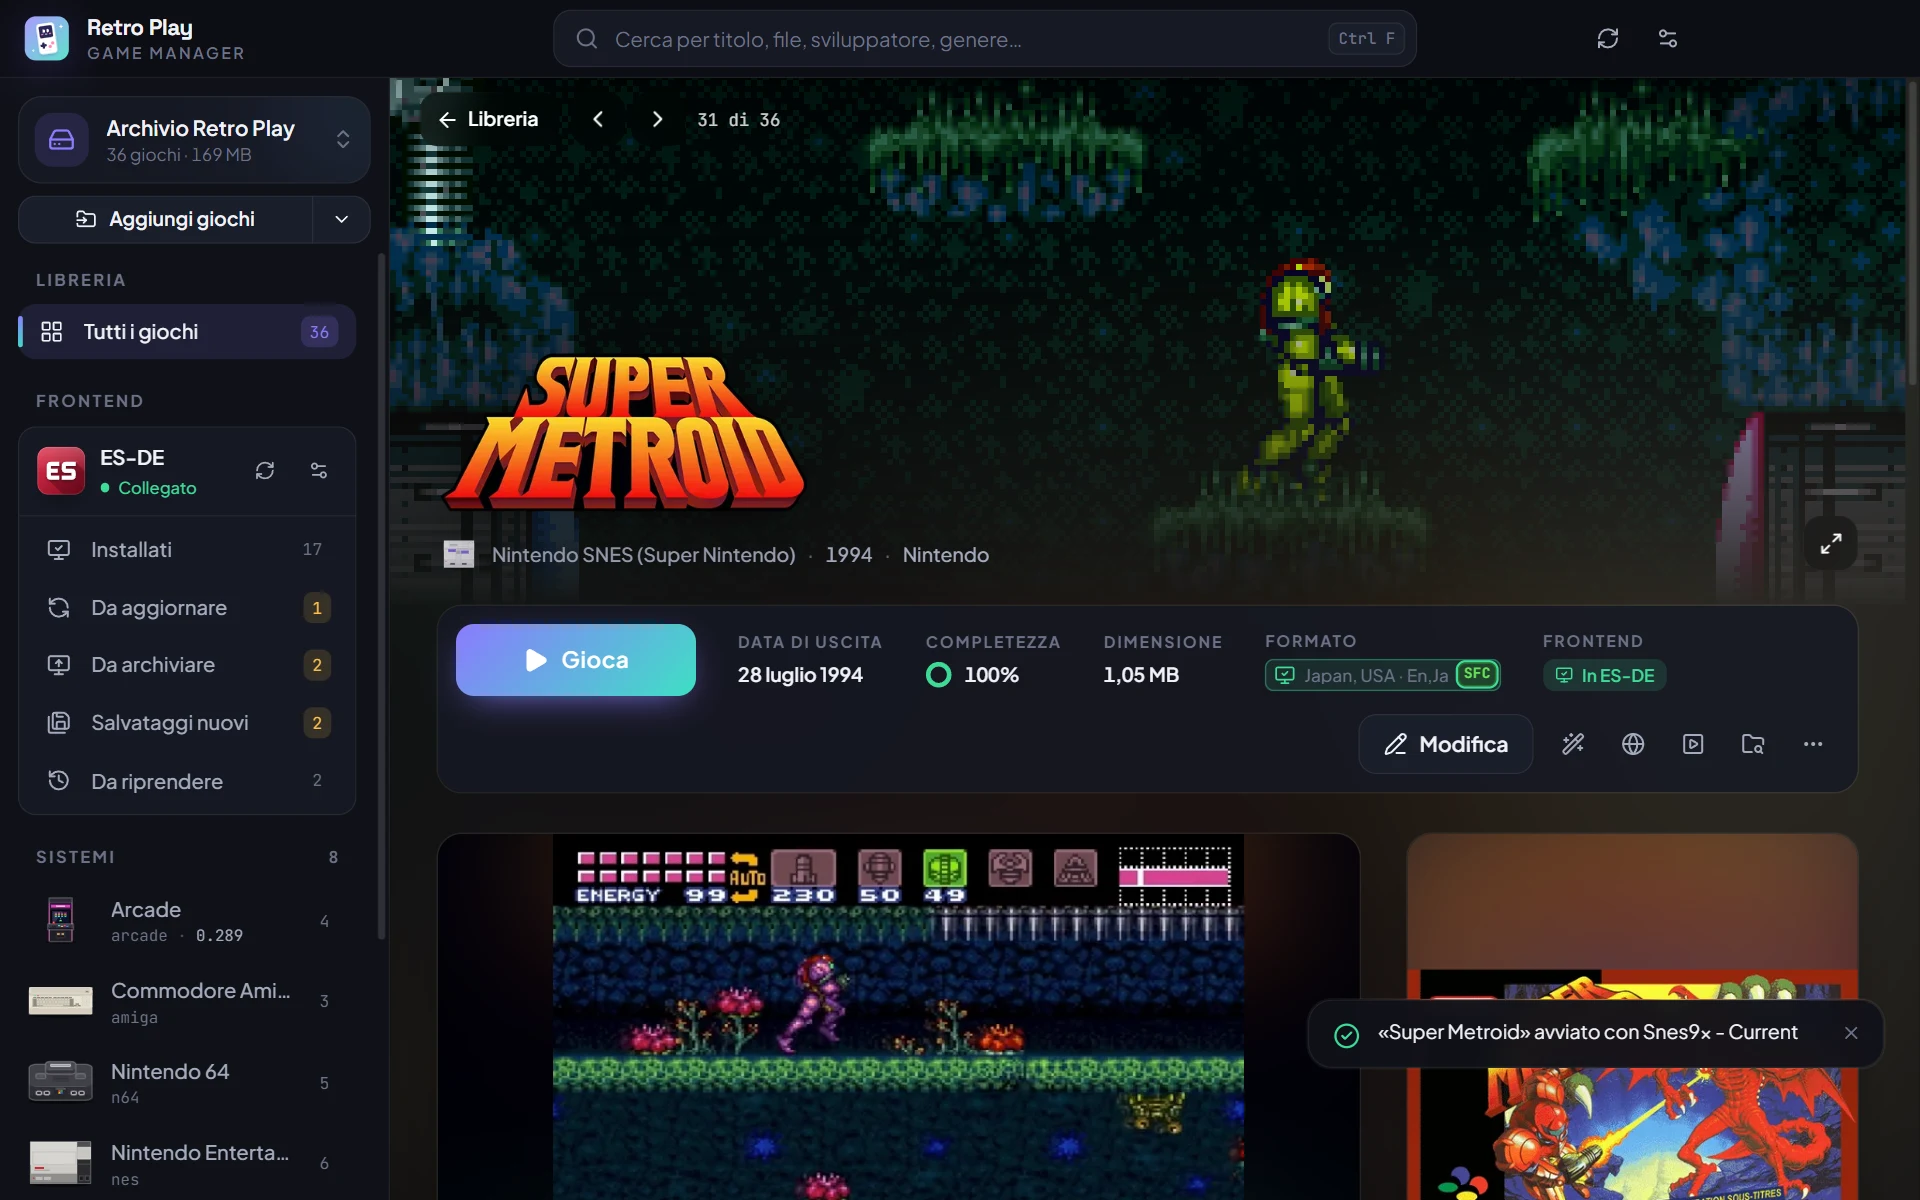 Retro Play
GAME MANAGER
Cerca per titolo, file, sviluppatore, genere...
Ctrl F
Archivio Retro Play
36 giochi · 169 MB
Aggiungi giochi
LIBRERIA
Tutti i giochi
36
FRONTEND
ES
ES-DE
Collegato
Installati
17
Da aggiornare
1
Da archiviare
2
Salvataggi nuovi
2
Da riprendere
2
SISTEMI
8
Arcade
4
arcade · 0.289
Commodore Ami...
3
amiga
Nintendo 64
5
n64
Nintendo Enterta...
6
nes
Libreria
31 di 36
SUPER
METROID
Nintendo SNES (Super Nintendo) · 1994 · Nintendo
Gioca
DATA DI USCITA
28 luglio 1994
COMPLETEZZA
100%
DIMENSIONE
1,05 MB
FORMATO
Japan, USA · En,Ja
SFC
FRONTEND
In ES-DE
Modifica
ENERGY 99
AUTO
230
50
49
«Super Metroid» avviato con Snes9x - Current
SOUS-TITRES